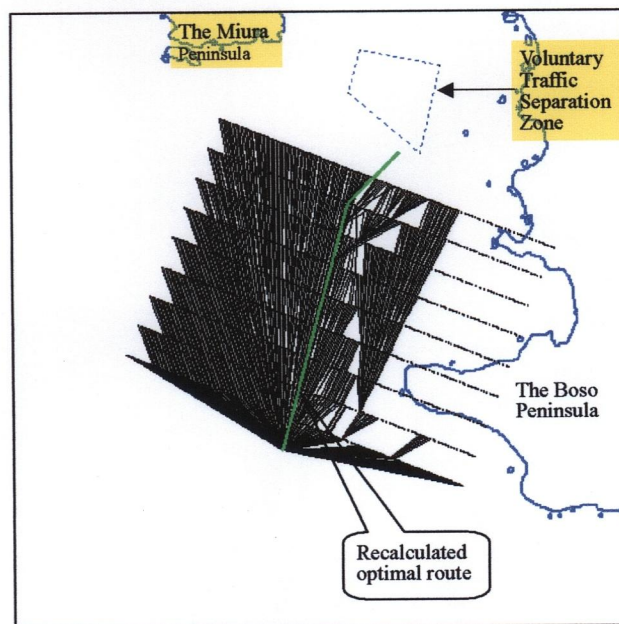 The Miura
Peninsula
Voluntary
Traffic
Separation
Zone
The Boso
Peninsula
Recalculated
optimal route